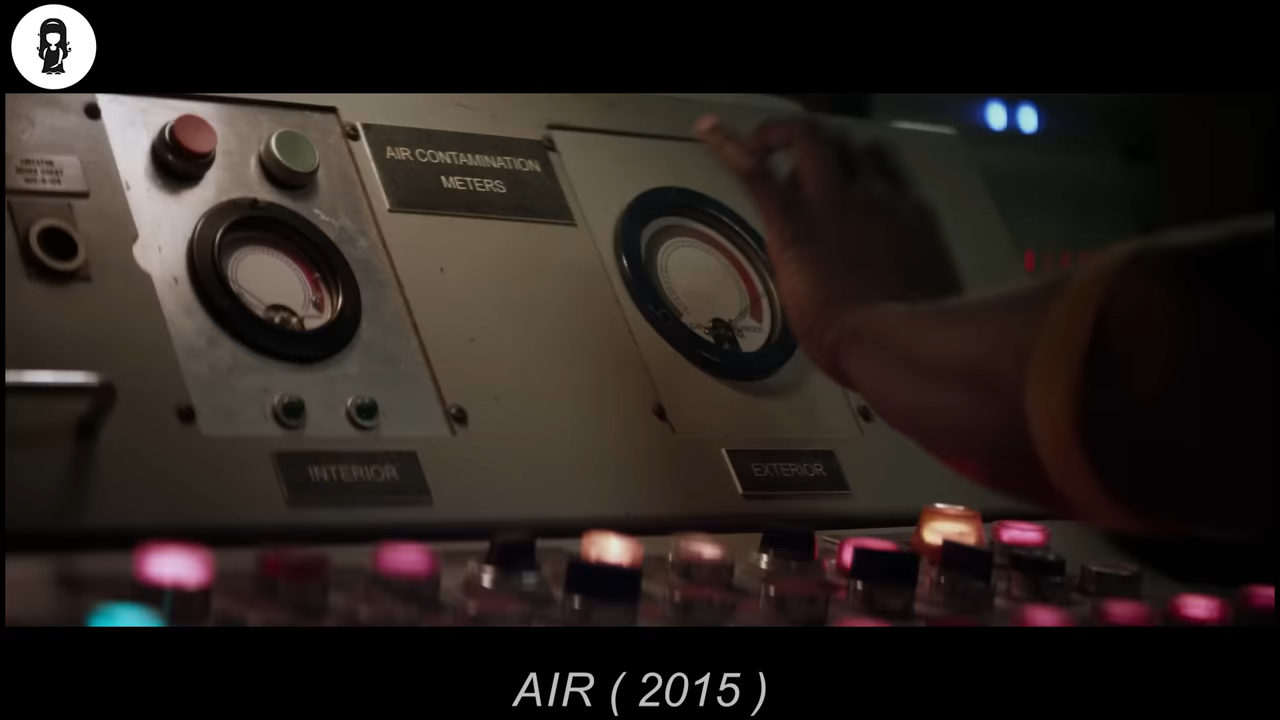 AIR CONTAMINATION
METERS
INTERIOR
EXTERIOR
AIR ( 2015 )